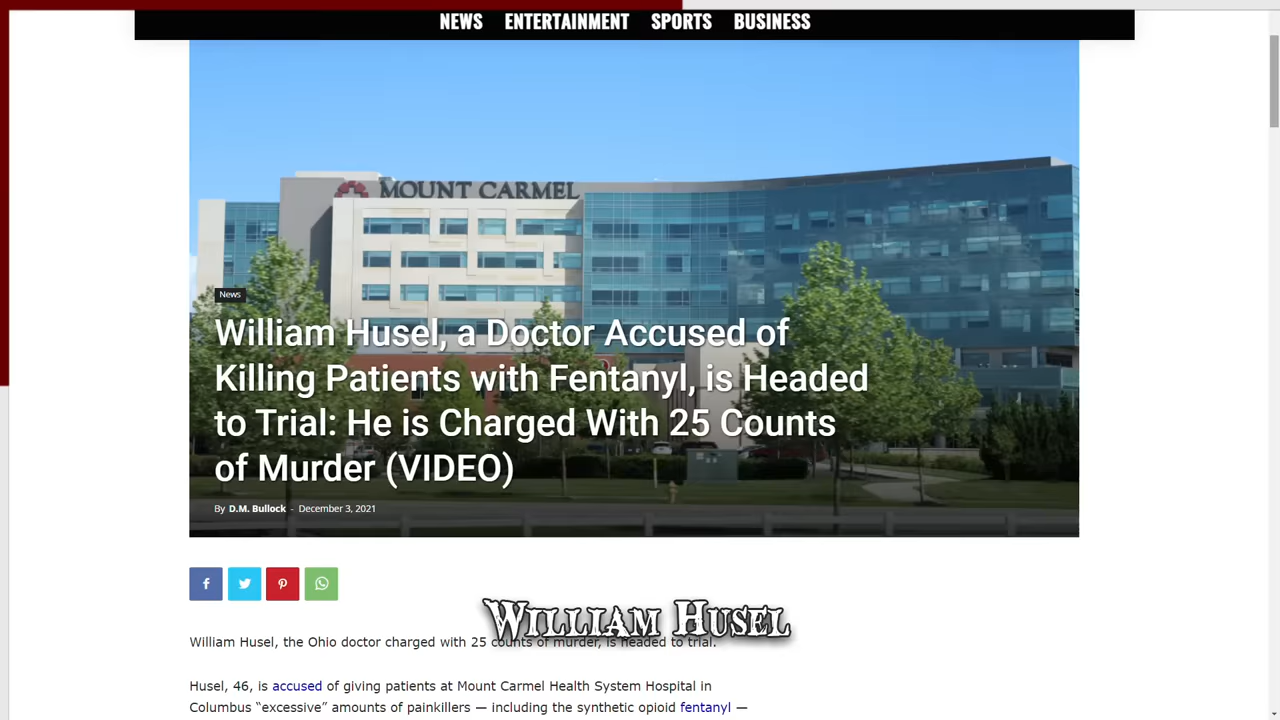 NEWS ENTERTAINMENT SPORTS BUSINESS
MOUNT CARMEL
News
William Husel, a Doctor Accused of
Killing Patients with Fentanyl, is Headed
to Trial: He is Charged With 25 Counts
of Murder (VIDEO)
By D.M. Bullock - December 3, 2021
William Husel
William Husel, the Ohio doctor charged with 25 counts of murder, is headed to trial.
Husel, 46, is accused of giving patients at Mount Carmel Health System Hospital in
Columbus “excessive” amounts of painkillers — including the synthetic opioid fentanyl —